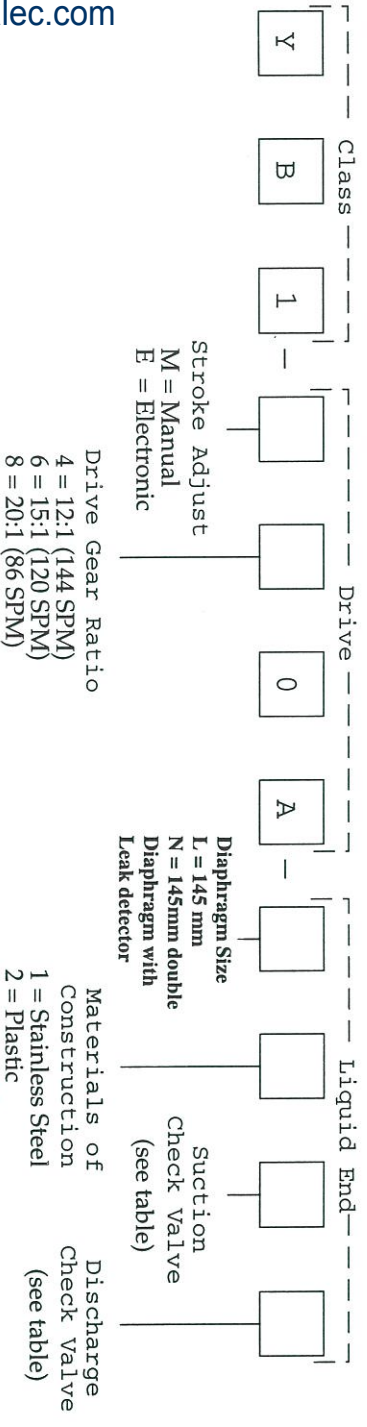 alec.com
Class
Drive
Liquid End
Y B 1 - 0 A -
Stroke Adjust
M = Manual
E = Electronic
Drive Gear Ratio
4 = 12:1 (144 SPM)
6 = 15:1 (120 SPM)
8 = 20:1 (86 SPM)
Diaphragm Size
L = 145 mm
N = 145mm double
Diaphragm with
Leak detector
Materials of
Construction
1 = Stainless Steel
2 = Plastic
Suction
Check Valve
(see table)
Discharge
Check Valve
(see table)